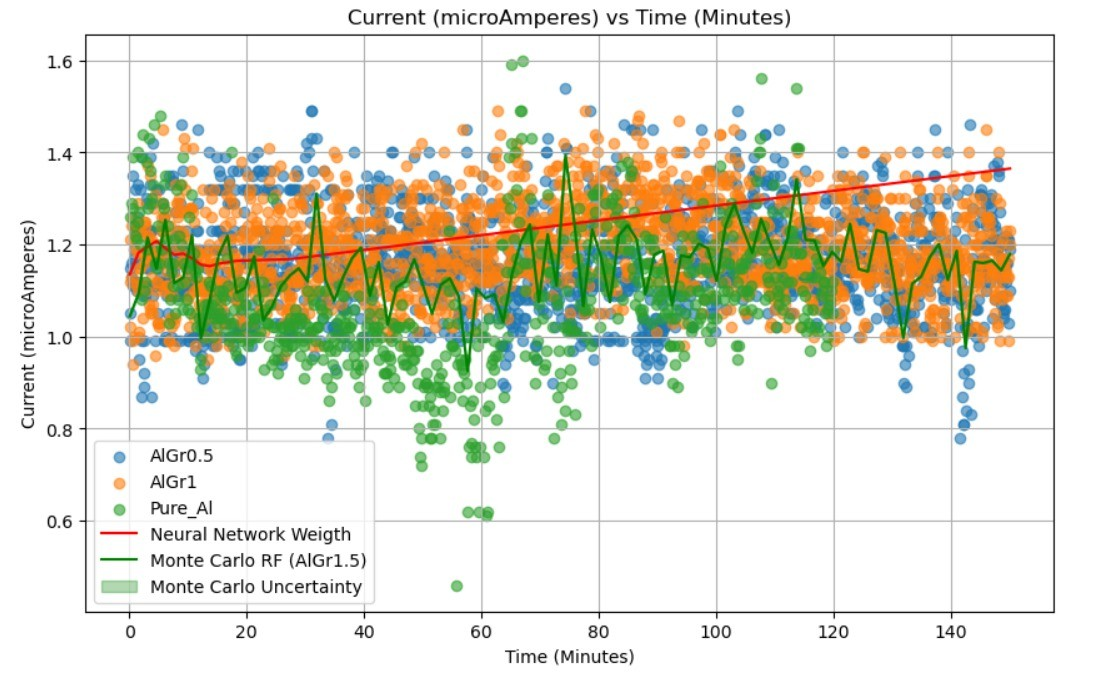 Current (microAmperes) vs Time (Minutes)
Current (microAmperes)
1.6
1.4
1.2
1.0
0.8
0.6
AlGr0.5
AlGr1
Pure_Al
Neural Network Weigth
Monte Carlo RF (AlGr1.5)
Monte Carlo Uncertainty
0 20 40 60 80 100 120 140
Time (Minutes)